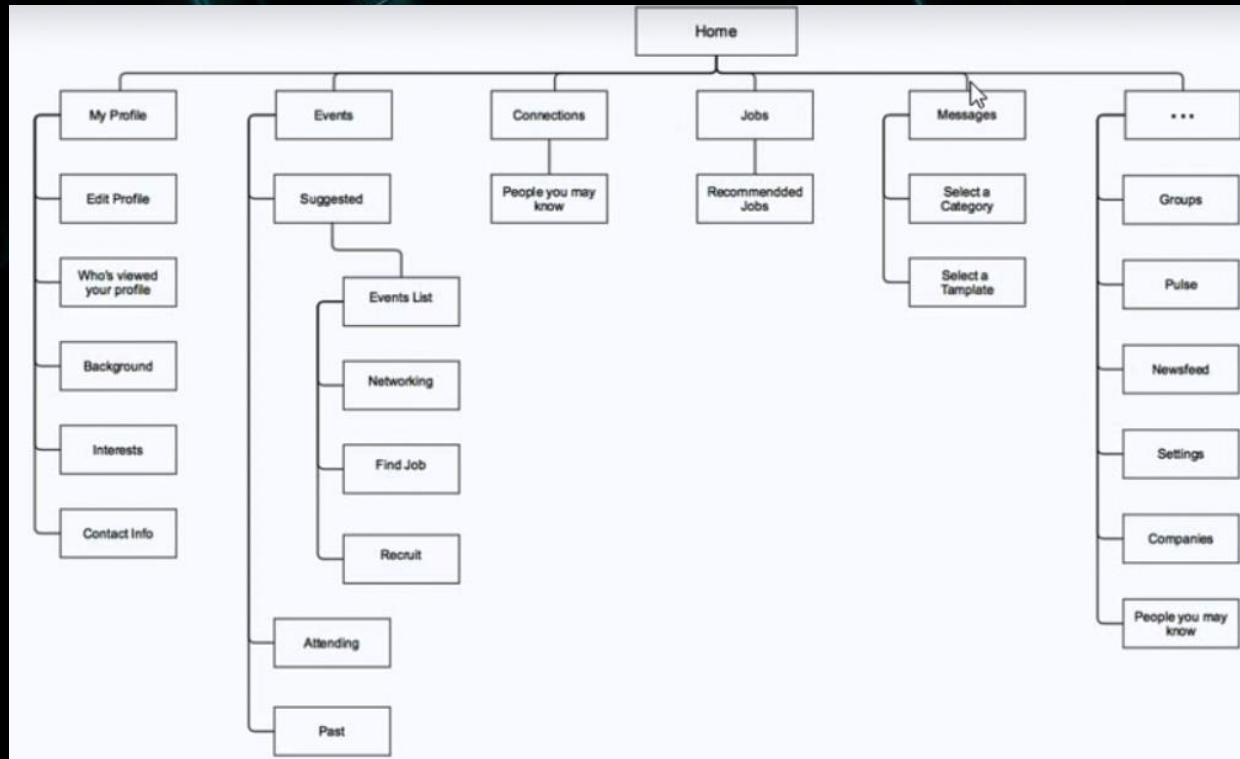 Home
My Profile
Edit Profile
Who's viewed
your profile
Background
Interests
Contact Info
Events
Suggested
Events List
Networking
Find Job
Recruit
Attending
Past
Connections
People you may
know
Jobs
Recommendded
Jobs
Messages
Select a
Category
Select a
Tamplate
...
Groups
Pulse
Newsfeed
Settings
Companies
People you may
know